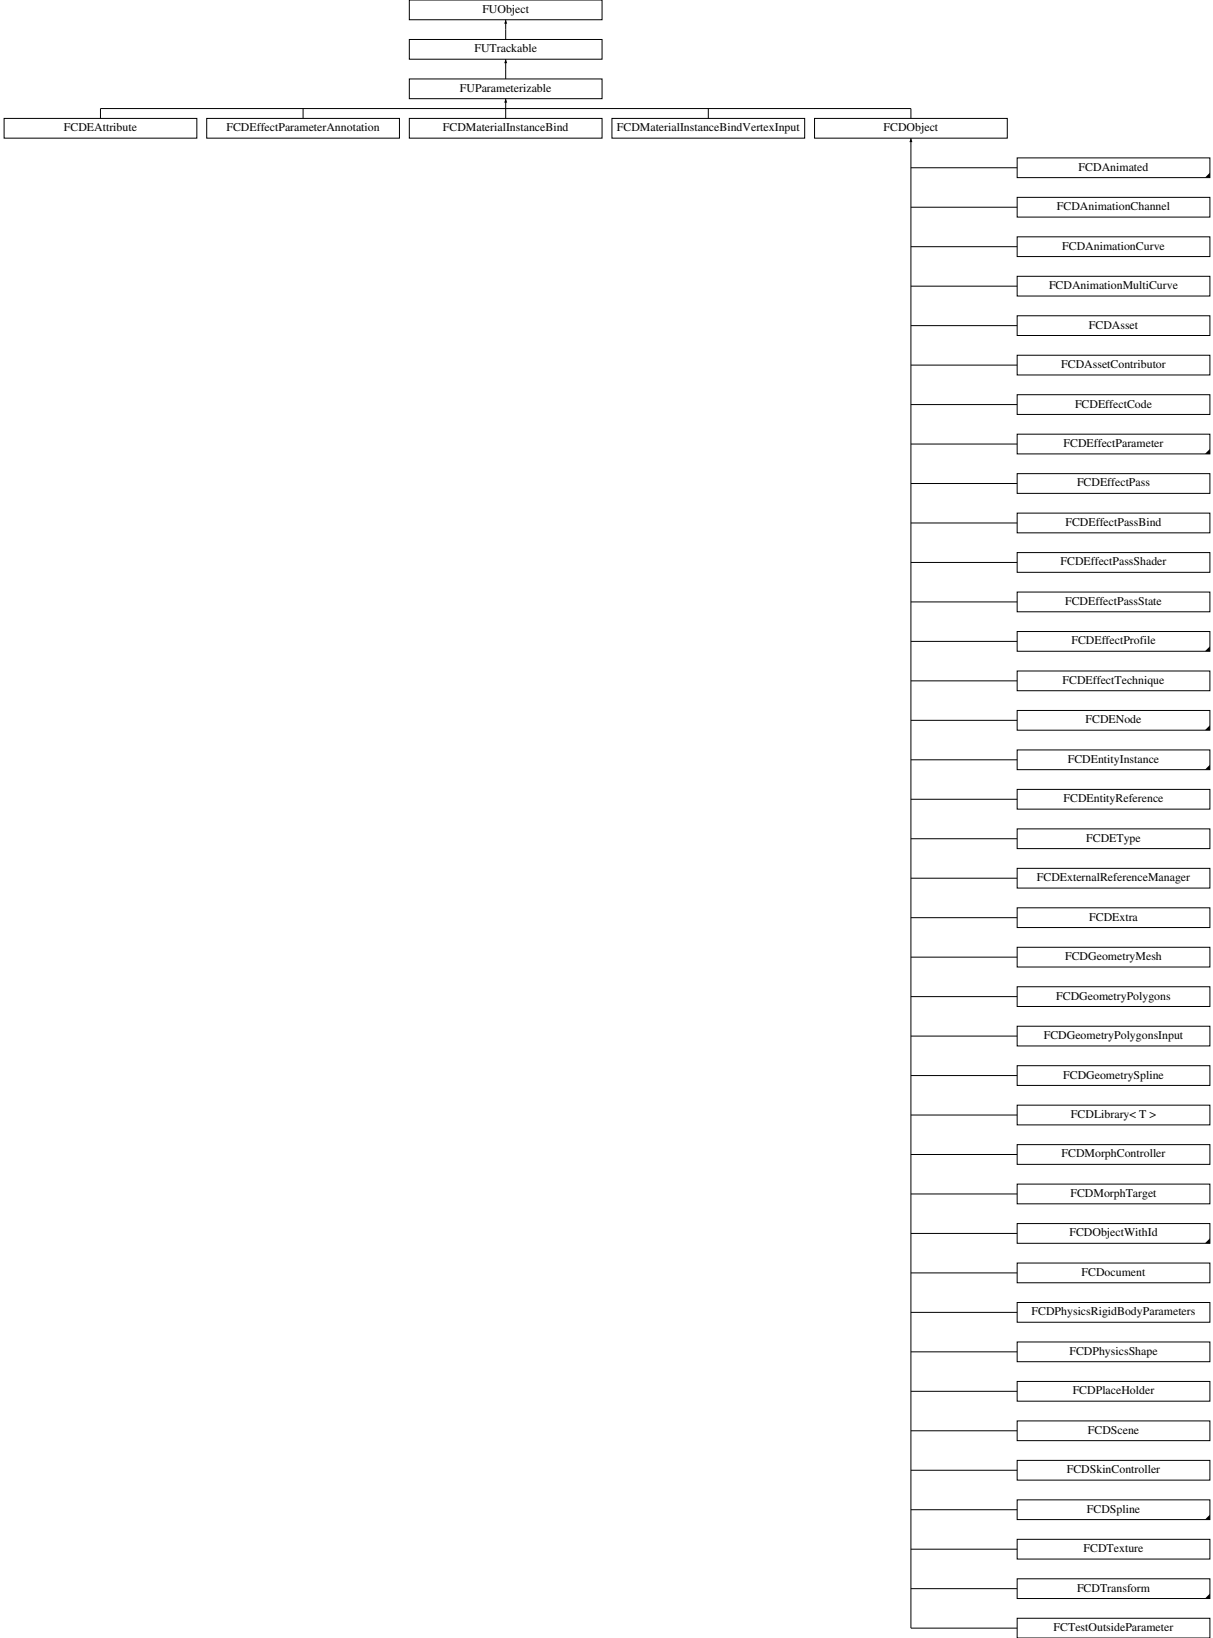 FUObject
FUTrackable
FUParameterizable
FCDEAttribute
FCDEffectParameterAnnotation
FCDMaterialInstanceBind
FCDMaterialInstanceBindVertexInput
FCDObject
FCDAnimated
FCDAnimationChannel
FCDAnimationCurve
FCDAnimationMultiCurve
FCDAsset
FCDAssetContributor
FCDEffectCode
FCDEffectParameter
FCDEffectPass
FCDEffectPassBind
FCDEffectPassShader
FCDEffectPassState
FCDEffectProfile
FCDEffectTechnique
FCDENode
FCDEntityInstance
FCDEntityReference
FCDEType
FCDExternalReferenceManager
FCDExtra
FCDGeometryMesh
FCDGeometryPolygons
FCDGeometryPolygonsInput
FCDGeometrySpline
FCDLibrary< T >
FCDMorphController
FCDMorphTarget
FCDObjectWithId
FCDocument
FCDPhysicsRigidBodyParameters
FCDPhysicsShape
FCDPlaceHolder
FCDScene
FCDSkinController
FCDSpline
FCDTexture
FCDTransform
FCTestOutsideParameter